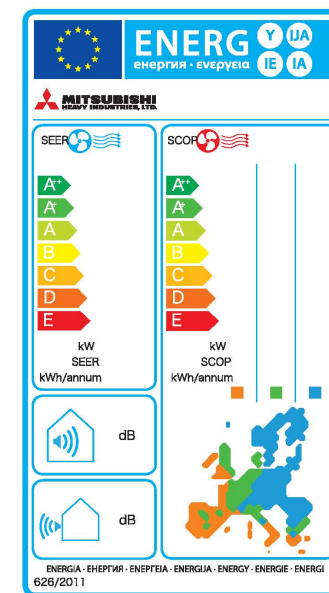 ENERG Y IJA
енергия · ενεργεια IE IA
MITSUBISHI
HEAVY INDUSTRIES, LTD.
SEER SCOP
A++ A++
A+ A+
A A
B B
C C
D D
E E
kW kW
SEER SCOP
kWh/annum kWh/annum
dB
dB
ENERGIA · ЕНЕРГИЯ · ΕΝΕΡΓΕΙΑ · ENERGIJA · ENERGY · ENERGIE · ENERGI
626/2011